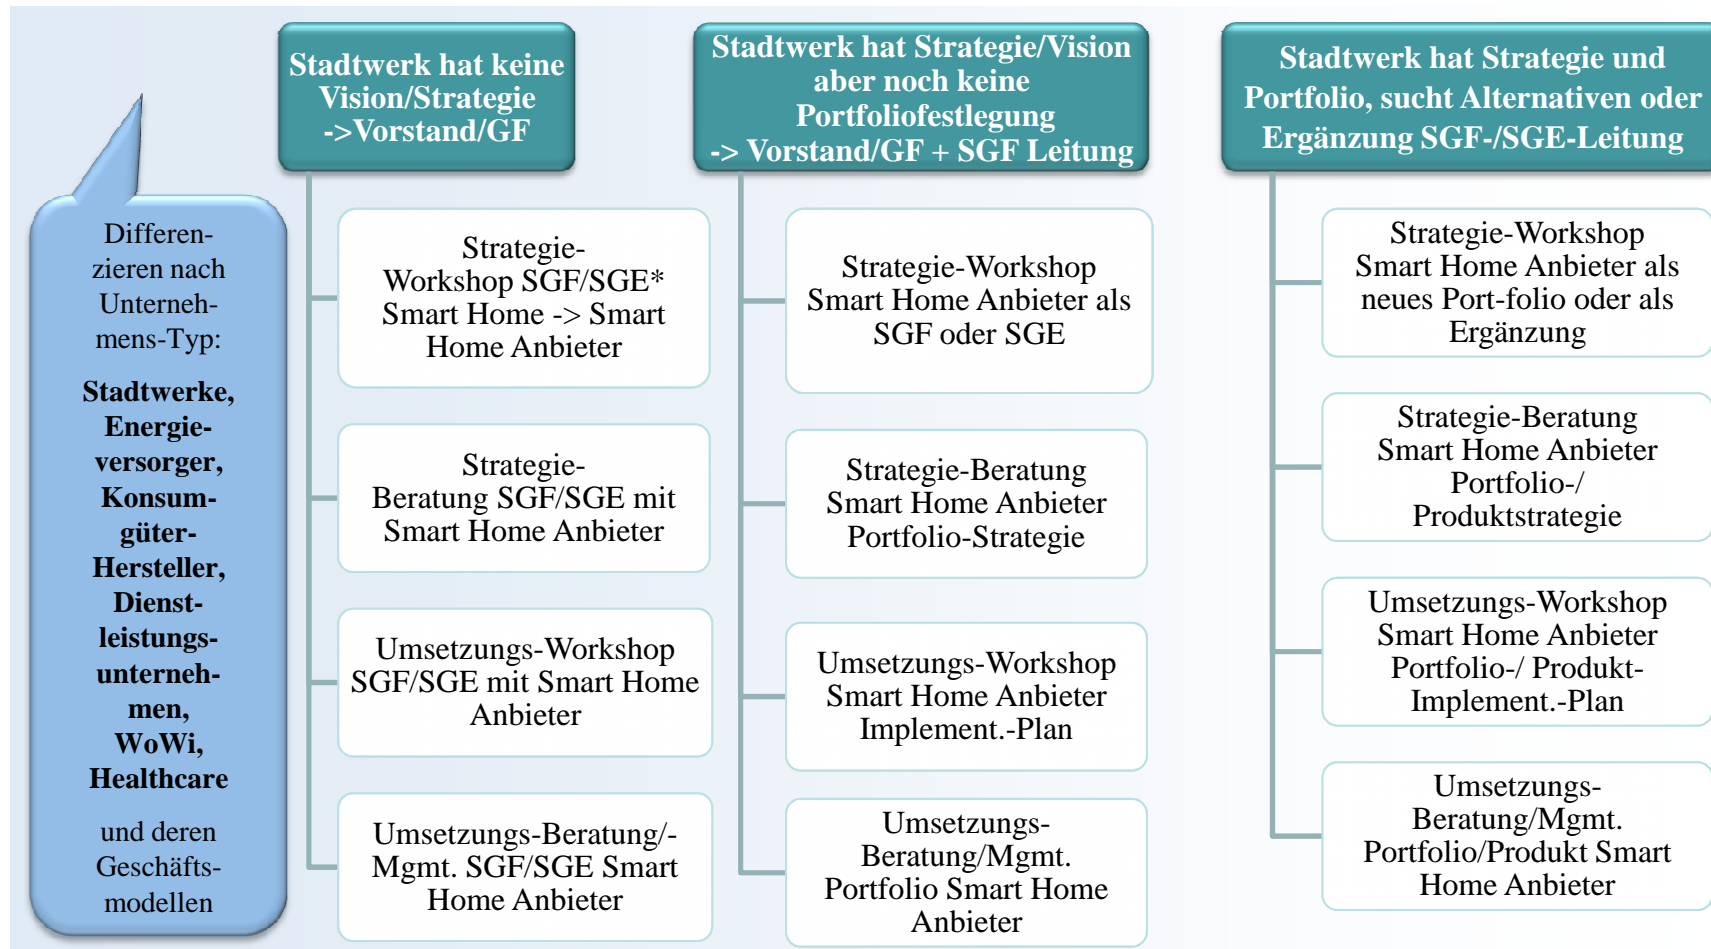 Differen-
zieren nach
Unterneh-
mens-Typ:
Stadtwerke,
Energie-
versorger,
Konsum-
güter-
Hersteller,
Dienst-
leistungs-
unterneh-
men,
WoWi,
Healthcare
und deren
Geschäfts-
modellen
Stadtwerk hat keine
Vision/Strategie
->Vorstand/GF
Strategie-
Workshop SGF/SGE*
Smart Home -> Smart
Home Anbieter
Strategie-
Beratung SGF/SGE mit
Smart Home Anbieter
Umsetzungs-Workshop
SGF/SGE mit Smart Home
Anbieter
Umsetzungs-Beratung/-
Mgmt. SGF/SGE Smart
Home Anbieter
Stadtwerk hat Strategie/Vision
aber noch keine
Portfoliofestlegung
-> Vorstand/GF + SGF Leitung
Strategie-Workshop
Smart Home Anbieter als
SGF oder SGE
Strategie-Beratung
Smart Home Anbieter
Portfolio-Strategie
Umsetzungs-Workshop
Smart Home Anbieter
Implement.-Plan
Umsetzungs-
Beratung/Mgmt.
Portfolio Smart Home
Anbieter
Stadtwerk hat Strategie und
Portfolio, sucht Alternativen oder
Ergänzung SGF-/SGE-Leitung
Strategie-Workshop
Smart Home Anbieter als
neues Port-folio oder als
Ergänzung
Strategie-Beratung
Smart Home Anbieter
Portfolio-/
Produktstrategie
Umsetzungs-Workshop
Smart Home Anbieter
Portfolio-/ Produkt-
Implement.-Plan
Umsetzungs-
Beratung/Mgmt.
Portfolio/Produkt Smart
Home Anbieter